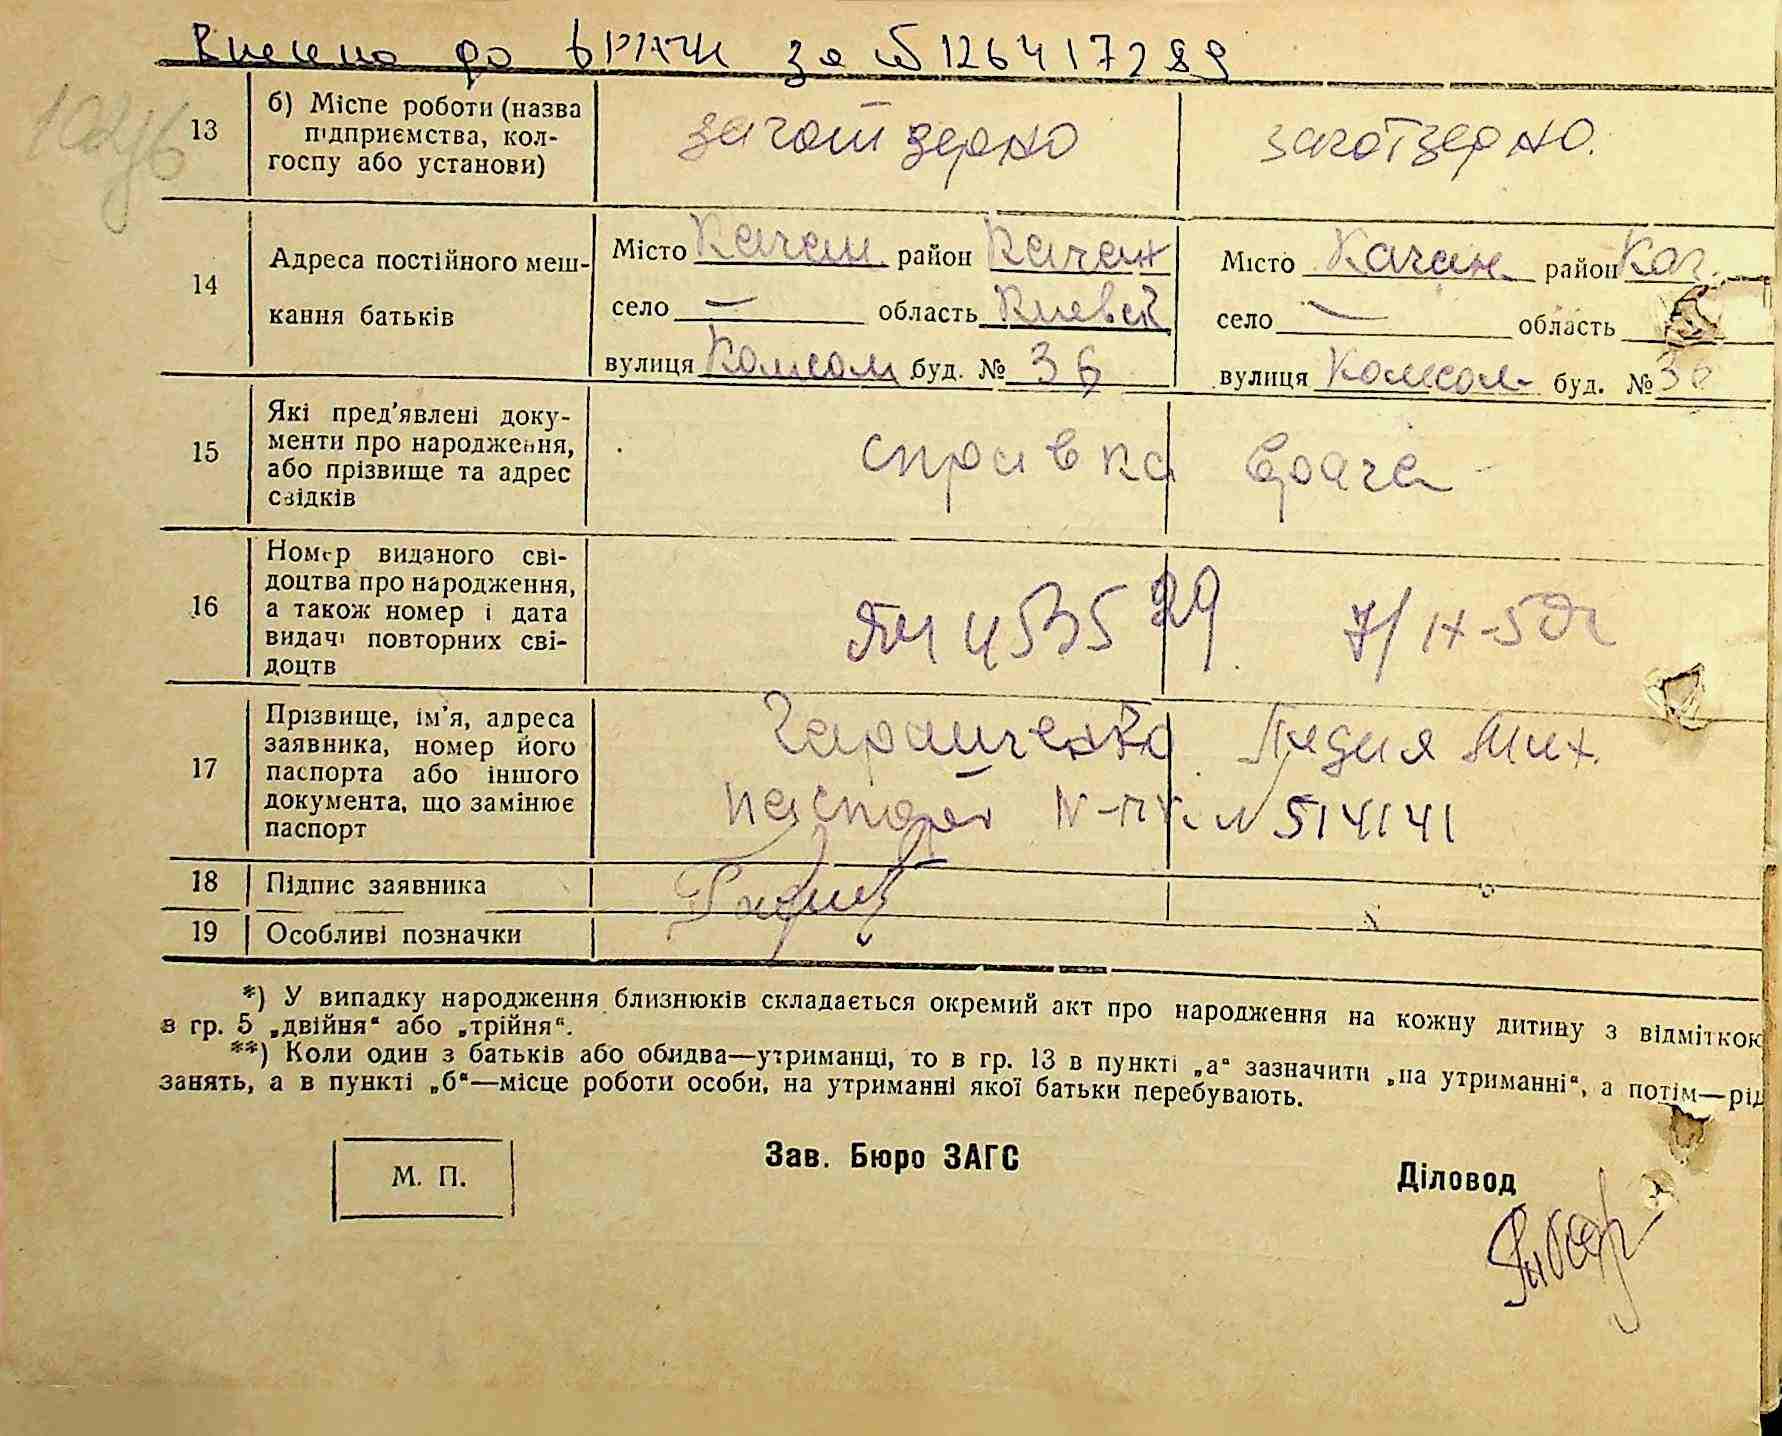 Внесено до ВРАЦС за № 126417289
13 б) Місце роботи (назва підприємства, колгоспу або установи) заготзерно заготзерно.
14 Адреса постійного мешкання батьків
Місто Качан район Качан Місто Качан район Кач.
село — область Киевск село — область
вулиця Комсом буд. № 36 вулиця Комсом буд. № 36
15 Які пред'явлені документи про народження, або прізвище та адрес свідків справка врача
16 Номер виданого свідоцтва про народження, а також номер і дата видачі повторних свідоцтв
17 Прізвище, ім'я, адреса заявника, номер його паспорта або іншого документа, що замінює паспорт Лидия Мих.
паспорт 514141
18 Підпис заявника
19 Особливі позначки
*) У випадку народження близнюків складається окремий акт про народження на кожну дитину з відміткою
в гр. 5 „двійня" або „трійня".
**) Коли один з батьків або обидва—утриманці, то в гр. 13 в пункті „а" зазначити „на утриманні", а потім—рід
занять, а в пункті „б"—місце роботи особи, на утриманні якої батьки перебувають.
М. П.
Зав. Бюро ЗАГС
Діловод